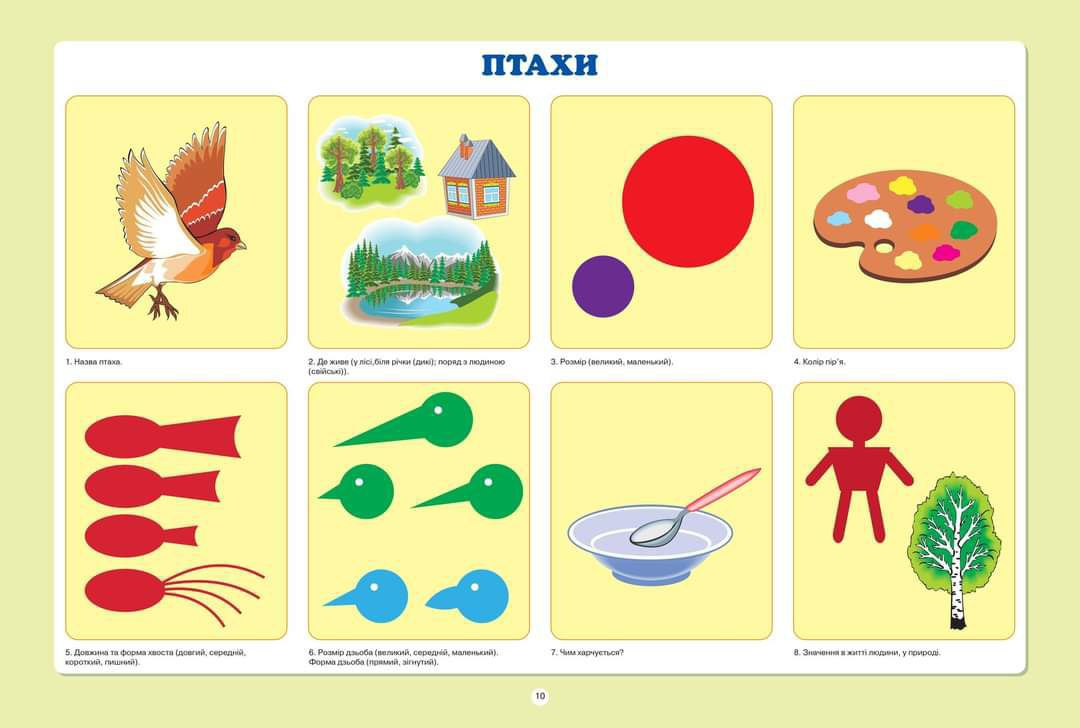 ПТАХИ
1. Назва птаха.
2. Де живе (у лісі,біля річки (дикі); поряд з людиною
(свійські)).
3. Розмір (великий, маленький).
4. Колір пір’я.
5. Довжина та форма хвоста (довгий, середній,
короткий, пишний).
6. Розмір дзьоба (великий, середній, маленький).
Форма дзьоба (прямий, зігнутий).
7. Чим харчується?
8. Значення в житті людини, у природі.
10